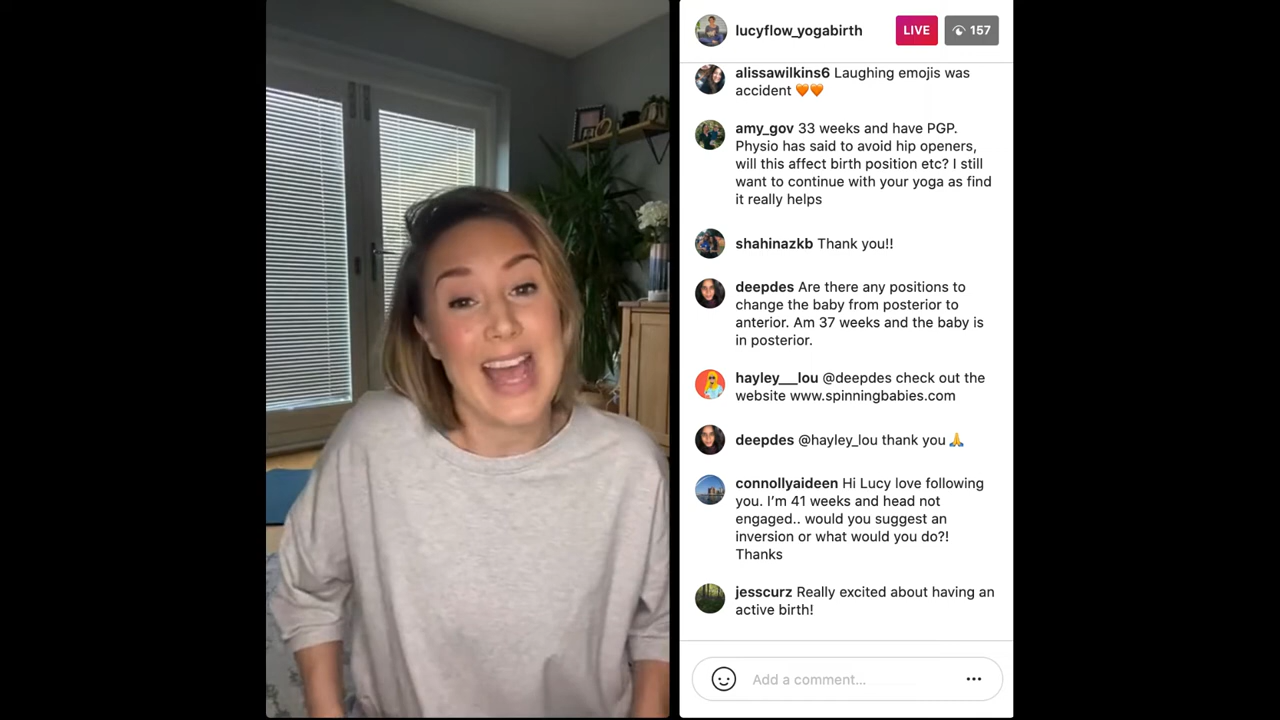 lucyflow_yogabirth LIVE 157
alissawilkins6 Laughing emojis was
accident 🧡🧡
amy_gov 33 weeks and have PGP.
Physio has said to avoid hip openers,
will this affect birth position etc? I still
want to continue with your yoga as find
it really helps
shahinazkb Thank you!!
deepdes Are there any positions to
change the baby from posterior to
anterior. Am 37 weeks and the baby is
in posterior.
hayley___lou @deepdes check out the
website www.spinningbabies.com
deepdes @hayley_lou thank you 🙏
connollyaideen Hi Lucy love following
you. I’m 41 weeks and head not
engaged.. would you suggest an
inversion or what would you do?!
Thanks
jesscurz Really excited about having an
active birth!
Add a comment...